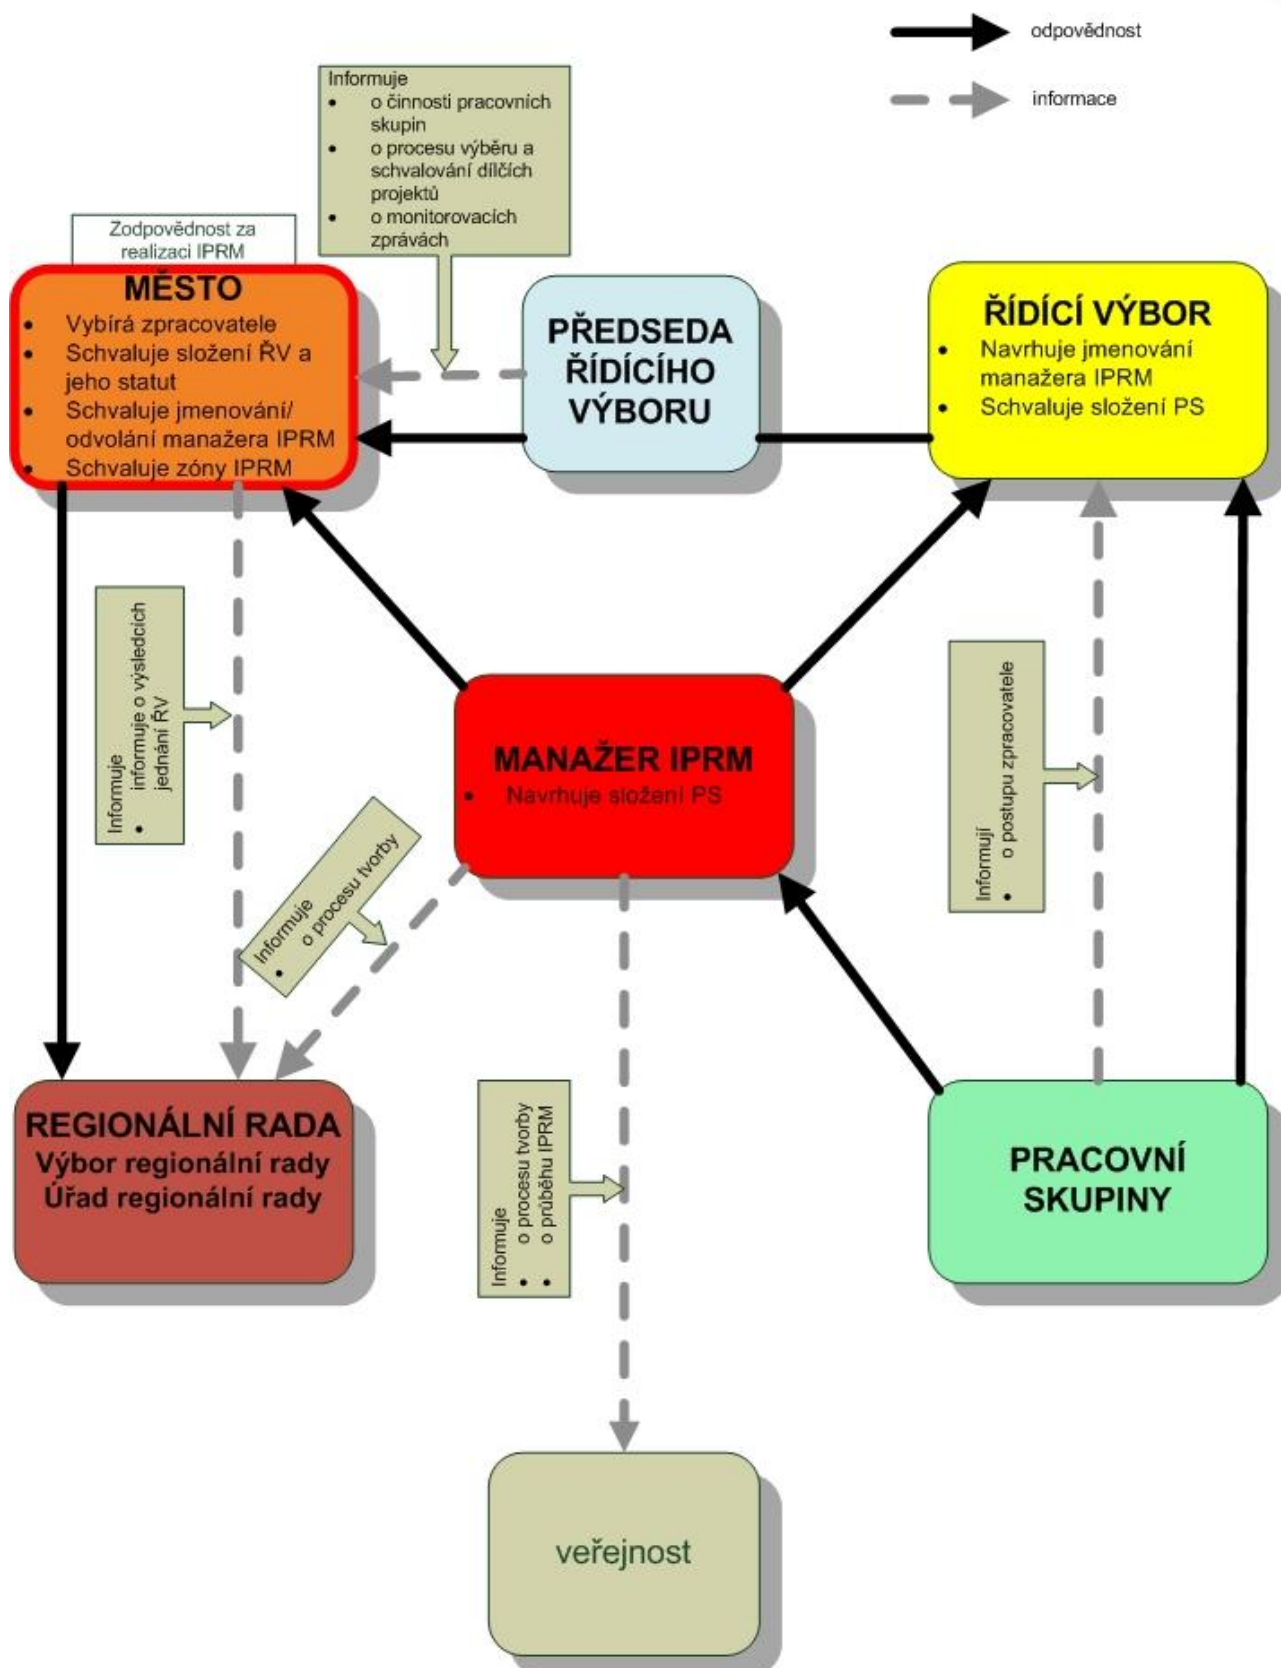 odpovědnost
informace
Informuje
• o činnosti pracovních
skupin
• o procesu výběru a
schvalování dílčích
projektů
• o monitorovacích
zprávách
Zodpovědnost za
realizaci IPRM
MĚSTO
• Vybírá zpracovatele
• Schvaluje složení ŘV a
jeho statut
• Schvaluje jmenování/
odvolání manažera IPRM
• Schvaluje zóny IPRM
PŘEDSEDA
ŘÍDÍCÍHO
VÝBORU
ŘÍDÍCÍ VÝBOR
• Navrhuje jmenování
manažera IPRM
• Schvaluje složení PS
Informuje
• informuje o výsledcích
jednání ŘV
MANAŽER IPRM
• Navrhuje složení PS
Informují
• o postupu zpracovatele
Informuje
• o procesu tvorby
REGIONÁLNÍ RADA
Výbor regionální rady
Úřad regionální rady
Informuje
• o procesu tvorby
• o průběhu IPRM
PRACOVNÍ
SKUPINY
veřejnost